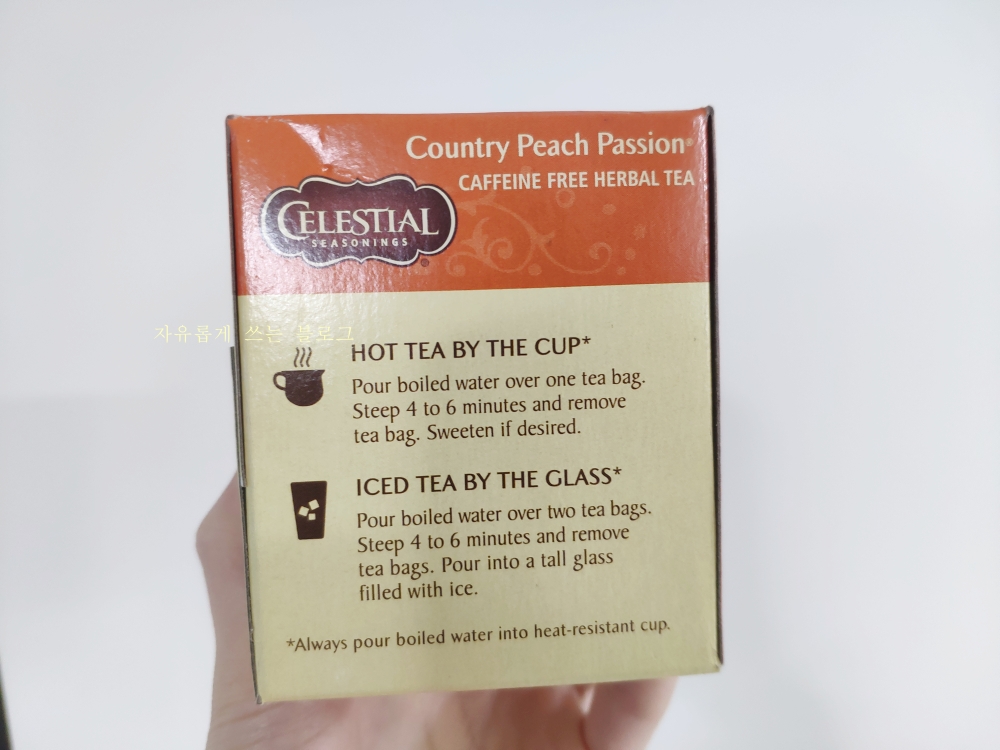 Country Peach Passion®
CAFFEINE FREE HERBAL TEA
CELESTIAL
SEASONINGS®
자유롭게 쓰는 블로그
HOT TEA BY THE CUP*
Pour boiled water over one tea bag.
Steep 4 to 6 minutes and remove
tea bag. Sweeten if desired.
ICED TEA BY THE GLASS*
Pour boiled water over two tea bags.
Steep 4 to 6 minutes and remove
tea bags. Pour into a tall glass
filled with ice.
*Always pour boiled water into heat-resistant cup.